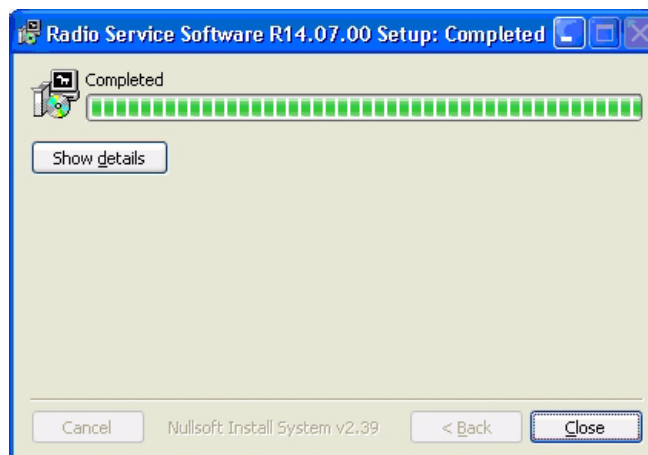 Radio Service Software R14.07.00 Setup: Completed
Completed
Show details
Cancel
Nullsoft Install System v2.39
< Back
Close